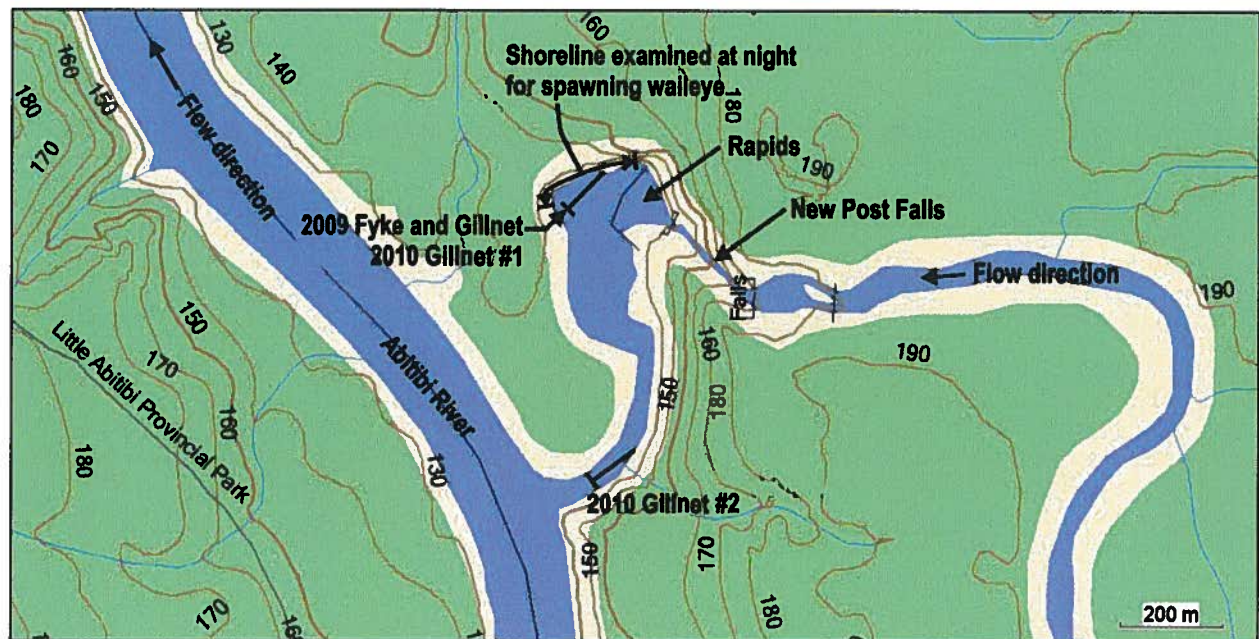 160
130
160
150
140
180
170
Flow direction
Shoreline examined at night
for spawning walleye
180
Rapids
190
New Post Falls
2009 Fyke and Gillnet
2010 Gillnet #1
Falls
Flow direction
190
150
170
160
180
Little Abitibi Provincial Park
Abitibi River
130
160
180
150
190
2010 Gillnet #2
150
170
180
170
160
200 m